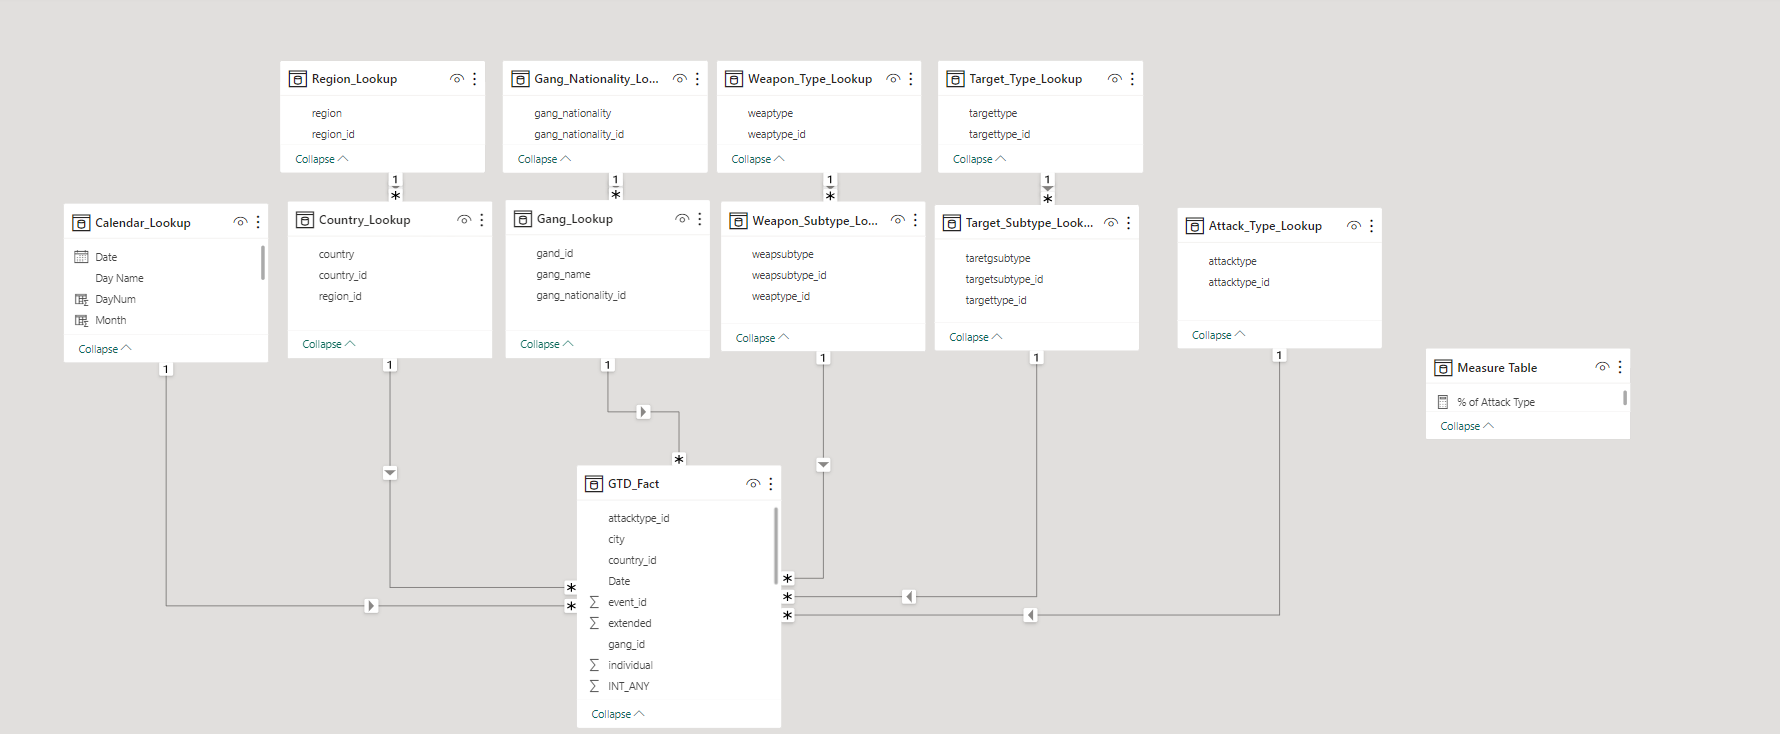 Region_Lookup
region
region_id
Collapse
Gang_Nationality_Lo...
gang_nationality
gang_nationality_id
Collapse
Weapon_Type_Lookup
weaptype
weaptype_id
Collapse
Target_Type_Lookup
targettype
targettype_id
Collapse
1
*
1
*
1
*
1
*
Calendar_Lookup
Date
Day Name
DayNum
Month
Collapse
1
Country_Lookup
country
country_id
region_id
Collapse
1
Gang_Lookup
gand_id
gang_name
gang_nationality_id
Collapse
1
Weapon_Subtype_Lo...
weapsubtype
weapsubtype_id
weaptype_id
Collapse
1
Target_Subtype_Look...
taretgsubtype
targetsubtype_id
targettype_id
Collapse
1
Attack_Type_Lookup
attacktype
attacktype_id
Collapse
1
Measure Table
% of Attack Type
Collapse
*
GTD_Fact
attacktype_id
city
country_id
Date
event_id
extended
gang_id
individual
INT_ANY
Collapse
*
*
*
*
*